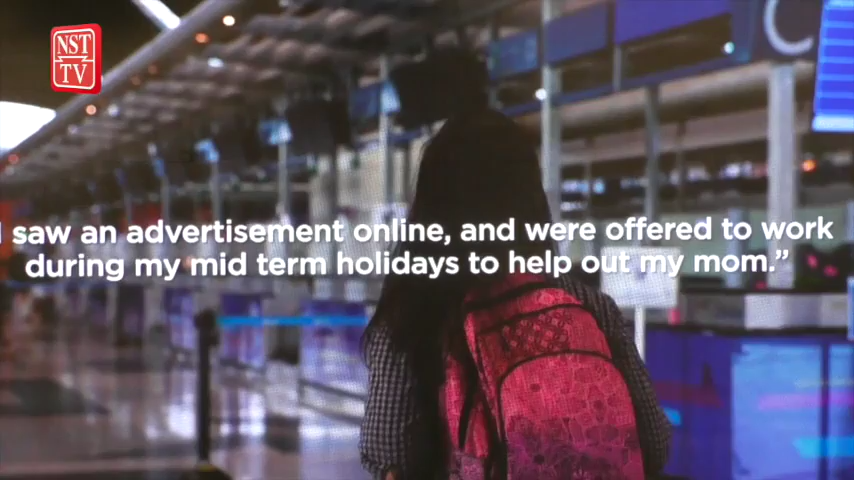 NST
TV
C
I saw an advertisement online, and were offered to work
during my mid term holidays to help out my mom.”